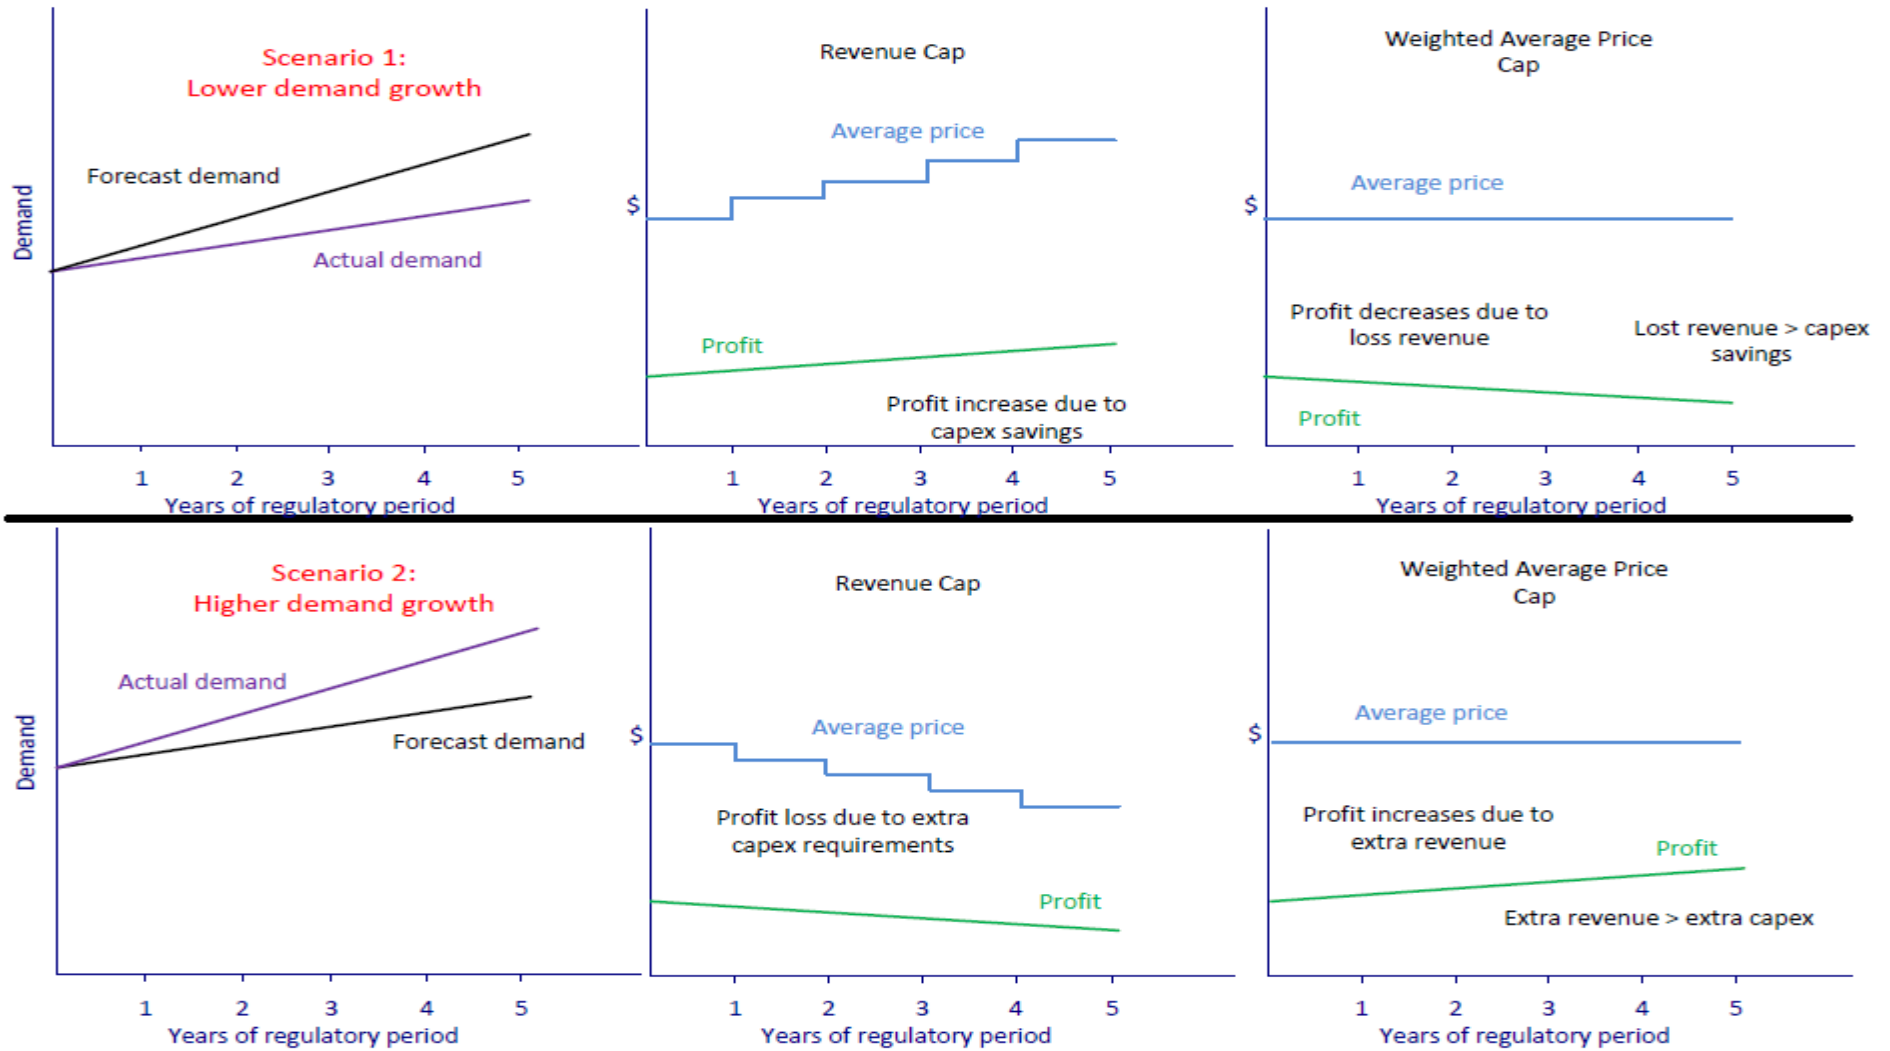 Scenario 1:
Lower demand growth
Forecast demand
Actual demand
Demand
1 2 3 4 5
Years of regulatory period
Revenue Cap
Average price
$
Profit
Profit increase due to
capex savings
1 2 3 4 5
Years of regulatory period
Weighted Average Price
Cap
Average price
$
Profit decreases due to
loss revenue
Lost revenue > capex
savings
Profit
1 2 3 4 5
Years of regulatory period
Scenario 2:
Higher demand growth
Actual demand
Forecast demand
Demand
1 2 3 4 5
Years of regulatory period
Revenue Cap
Average price
$
Profit loss due to extra
capex requirements
Profit
1 2 3 4 5
Years of regulatory period
Weighted Average Price
Cap
Average price
$
Profit increases due to
extra revenue
Profit
Extra revenue > extra capex
1 2 3 4 5
Years of regulatory period